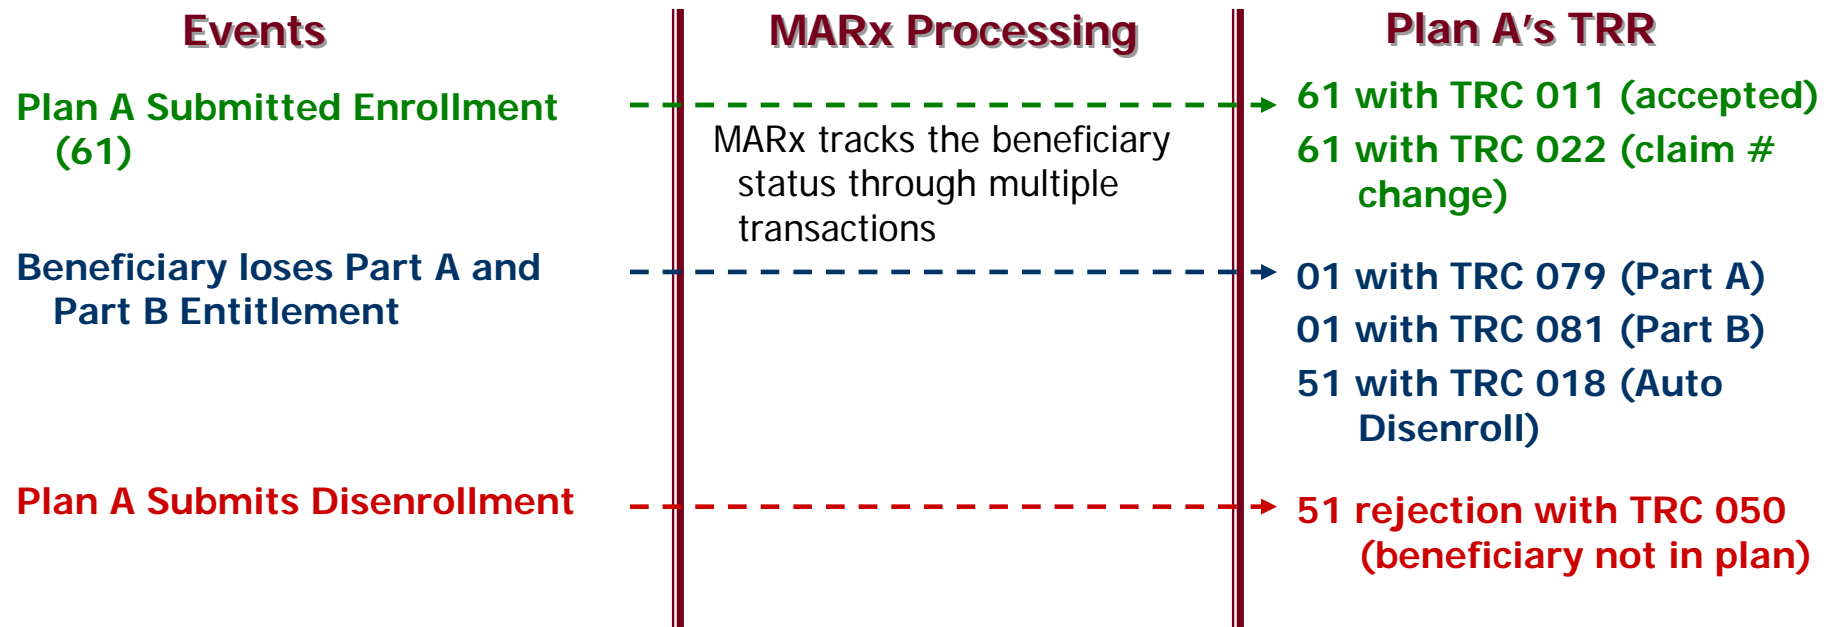 Events
MARx Processing
Plan A's TRR
Plan A Submitted Enrollment
(61)
MARx tracks the beneficiary
status through multiple
transactions
61 with TRC 011 (accepted)
61 with TRC 022 (claim #
change)
Beneficiary loses Part A and
Part B Entitlement
01 with TRC 079 (Part A)
01 with TRC 081 (Part B)
51 with TRC 018 (Auto
Disenroll)
Plan A Submits Disenrollment
51 rejection with TRC 050
(beneficiary not in plan)